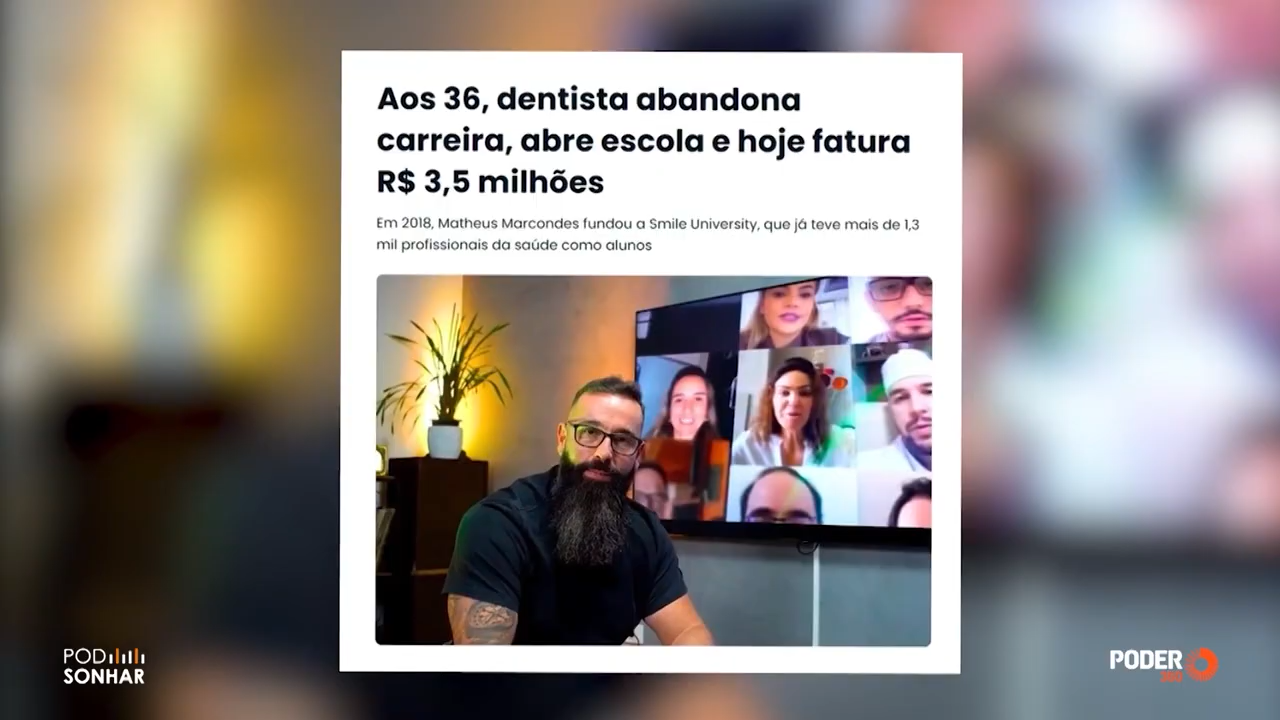 Aos 36, dentista abandona
carreira, abre escola e hoje fatura
R$ 3,5 milhões
Em 2018, Matheus Marcondes fundou a Smile University, que já teve mais de 1,3
mil profissionais da saúde como alunos
POD
SONHAR
PODER
360